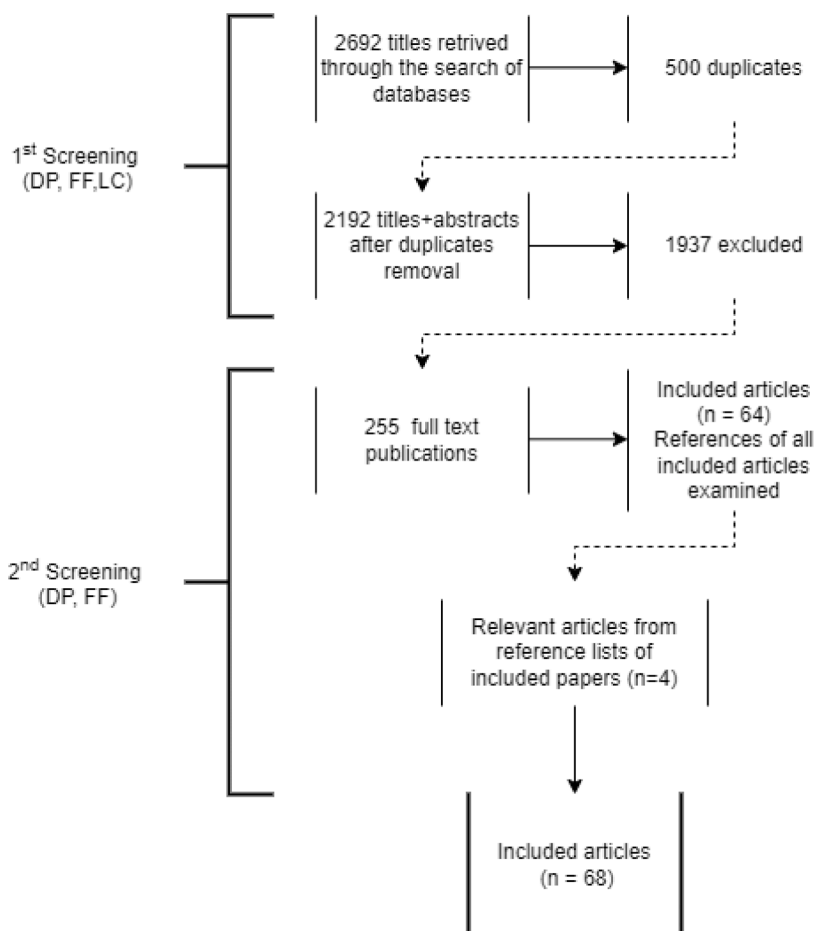 2692 titles retrived
through the search of
databases
500 duplicates
1st Screening
(DP, FF,LC)
2192 titles+abstracts
after duplicates
removal
1937 excluded
255 full text
publications
Included articles
(n = 64)
References of all
included articles
examined
2nd Screening
(DP, FF)
Relevant articles from
reference lists of
included papers (n=4)
Included articles
(n = 68)